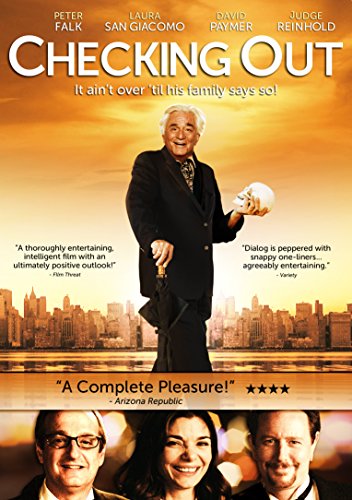 PETER FALK
LAURA SAN GIACOMO
DAVID PAYMER
JUDGE REINHOLD
CHECKING OUT
It ain't over 'til his family says so!
"A thoroughly entertaining,
intelligent film with an
ultimately positive outlook!"
- Film Threat
"Dialog is peppered with
snappy one-liners...
agreeably entertaining."
- Variety
"A Complete Pleasure!" ★★★★
- Arizona Republic